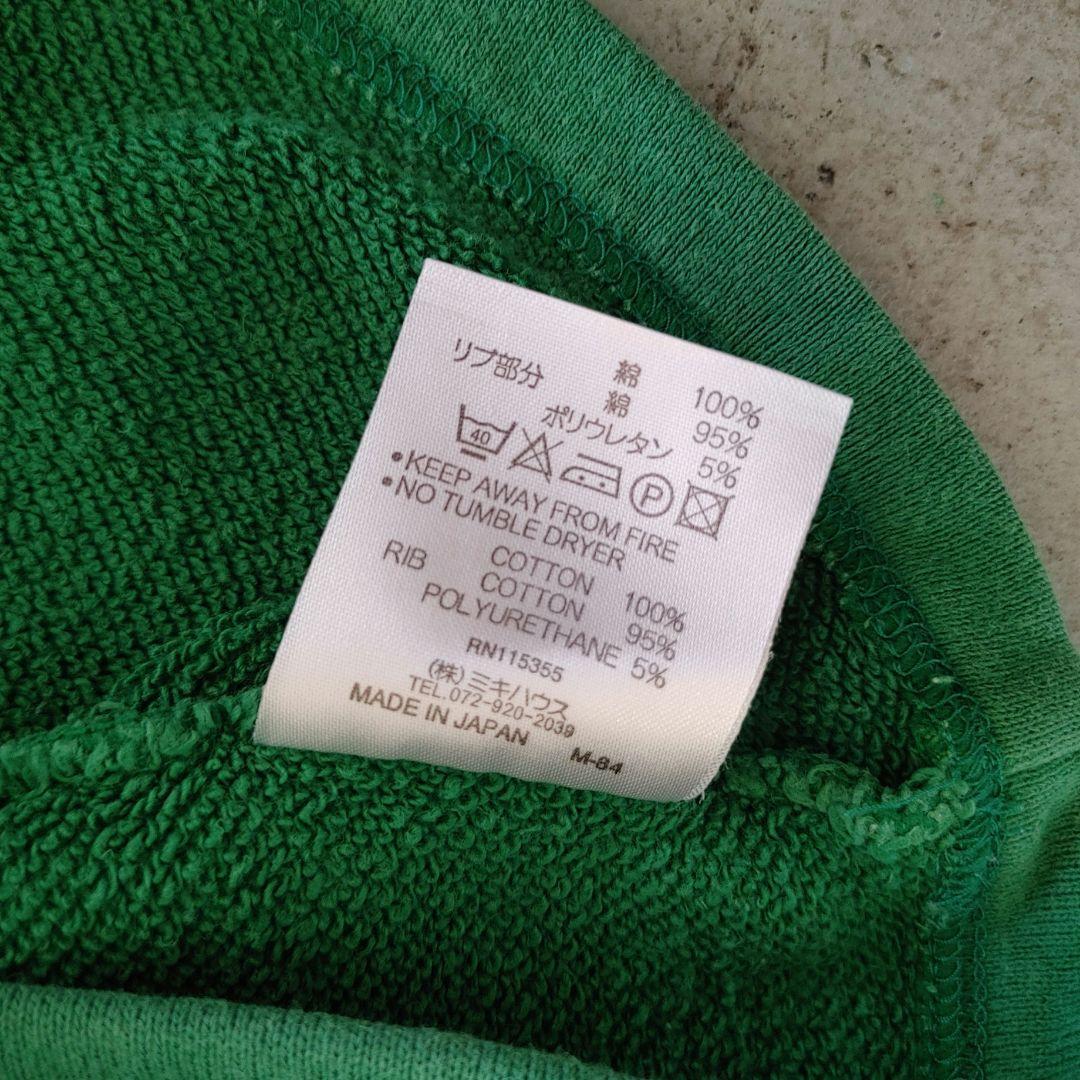 綿 100%
リブ部分 綿 95%
ポリウレタン 5%
40 P
•KEEP AWAY FROM FIRE
•NO TUMBLE DRYER
COTTON 100%
RIB COTTON 95%
POLYURETHANE 5%
RN115355
(株)ミキハウス
TEL.072-920-2039
MADE IN JAPAN
M-84